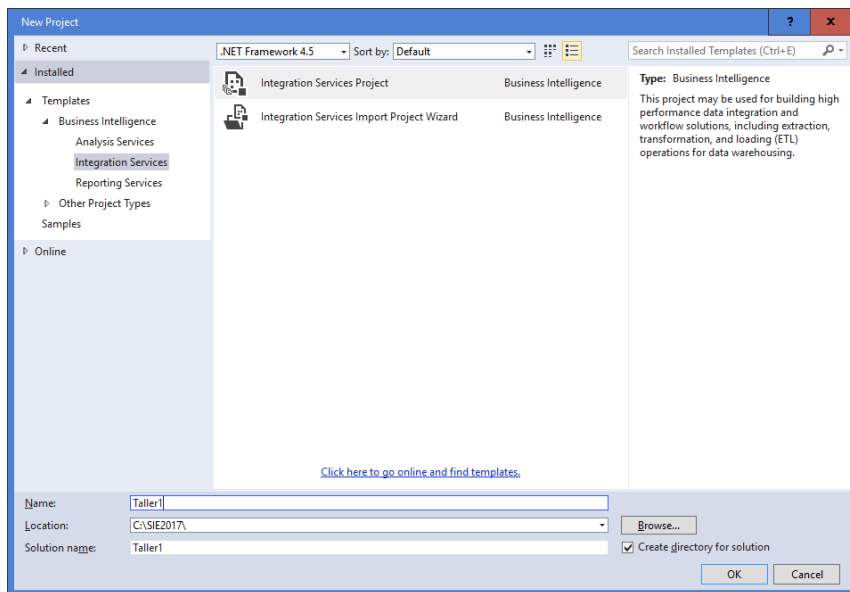 New Project
? x
Recent
.NET Framework 4.5 Sort by: Default
Search Installed Templates (Ctrl+E)
Installed
Templates
Business Intelligence
Analysis Services
Integration Services
Reporting Services
Other Project Types
Samples
Online
Integration Services Project Business Intelligence
Integration Services Import Project Wizard Business Intelligence
Type: Business Intelligence
This project may be used for building high
performance data integration and
workflow solutions, including extraction,
transformation, and loading (ETL)
operations for data warehousing.
Click here to go online and find templates.
Name: Taller1
Location: C:\SIE2017\ Browse...
Solution name: Taller1 Create directory for solution
OK Cancel